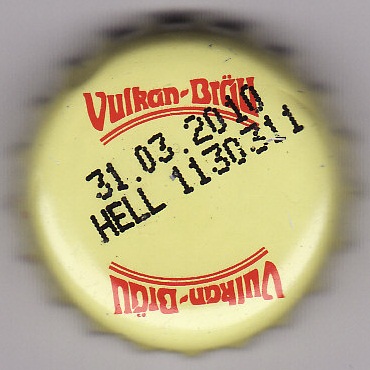 Vulkan-Bräu
31.03.2010
HELL 1130311
Vulkan-Bräu